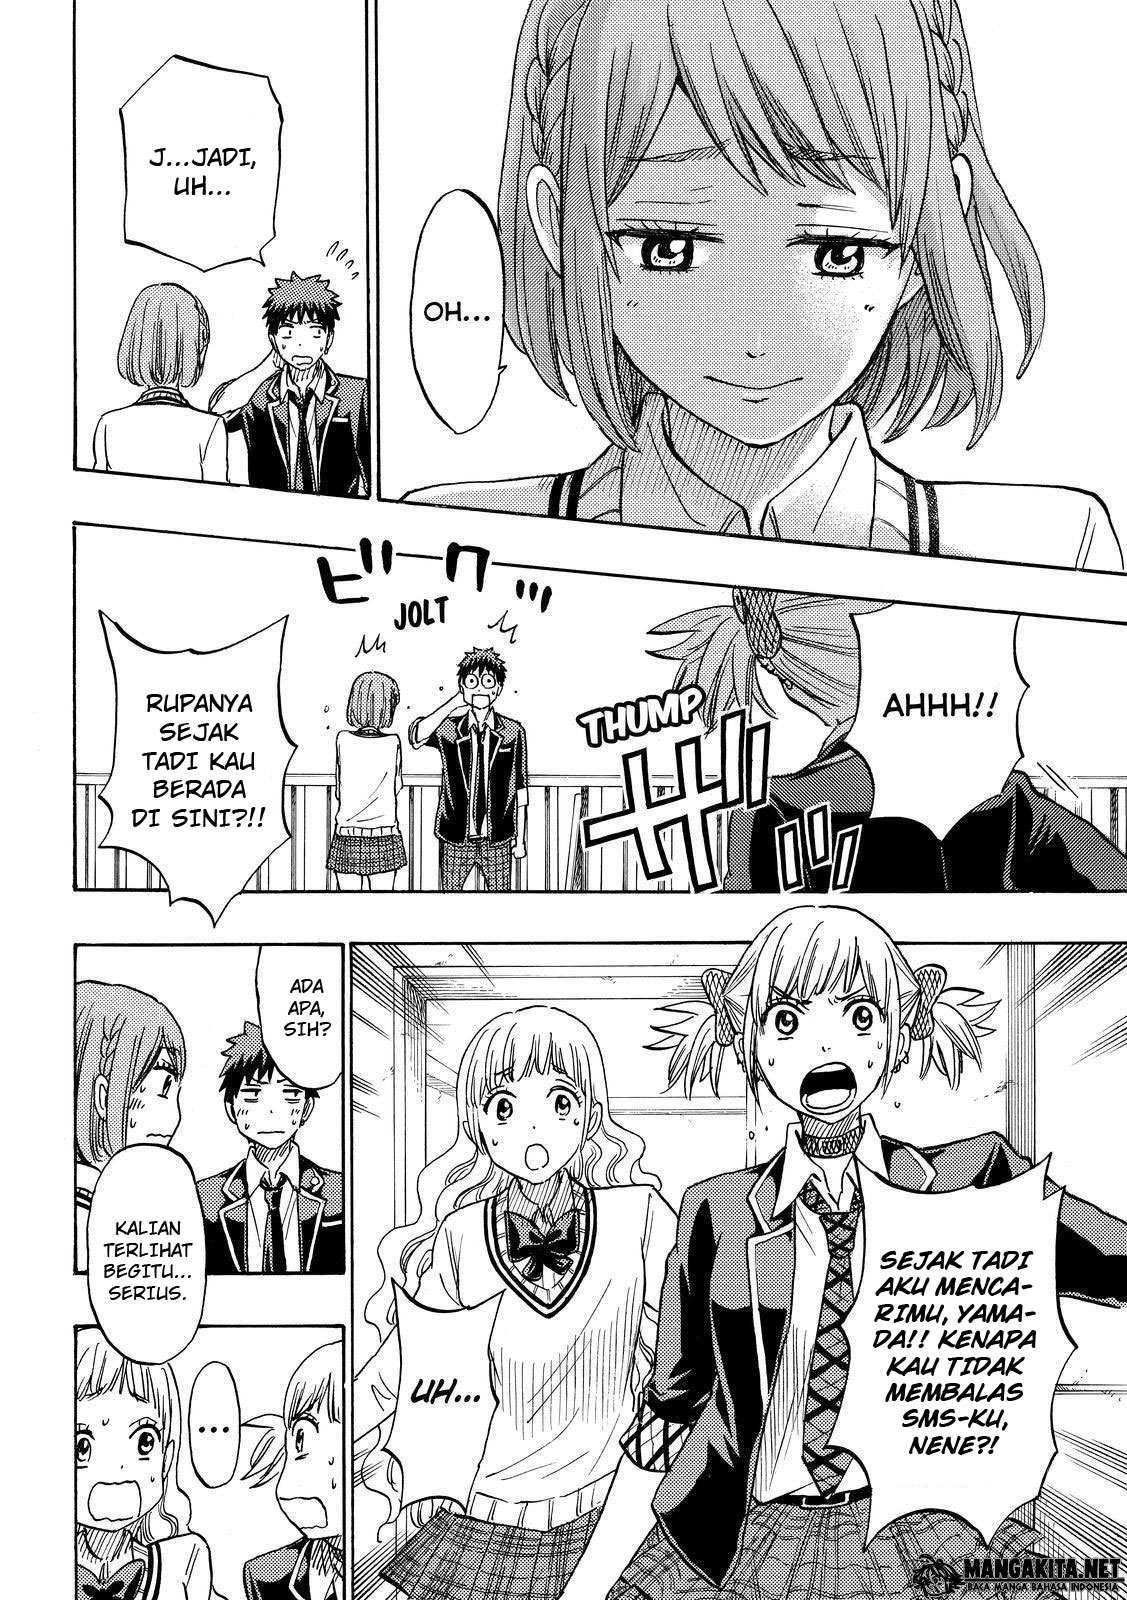 OH...
J...JADI,
UH...
AHHH!!
THUMP
ザッ
ビクッ
JOLT
RUPANYA
SEJAK
TADI KAU
BERADA
DI SINI?!!
SEJAK TADI
AKU MENCA-
RIMU, YAMA-
DA!! KENAPA
KAU TIDAK
MEMBALAS
SMS-KU,
NENE?!
UH...
ADA
APA,
SIH?
KALIAN
TERLIHAT
BEGITU...
SERIUS.
...
MANGAKITA.NET
BACA MANGA BAHASA INDONESIA